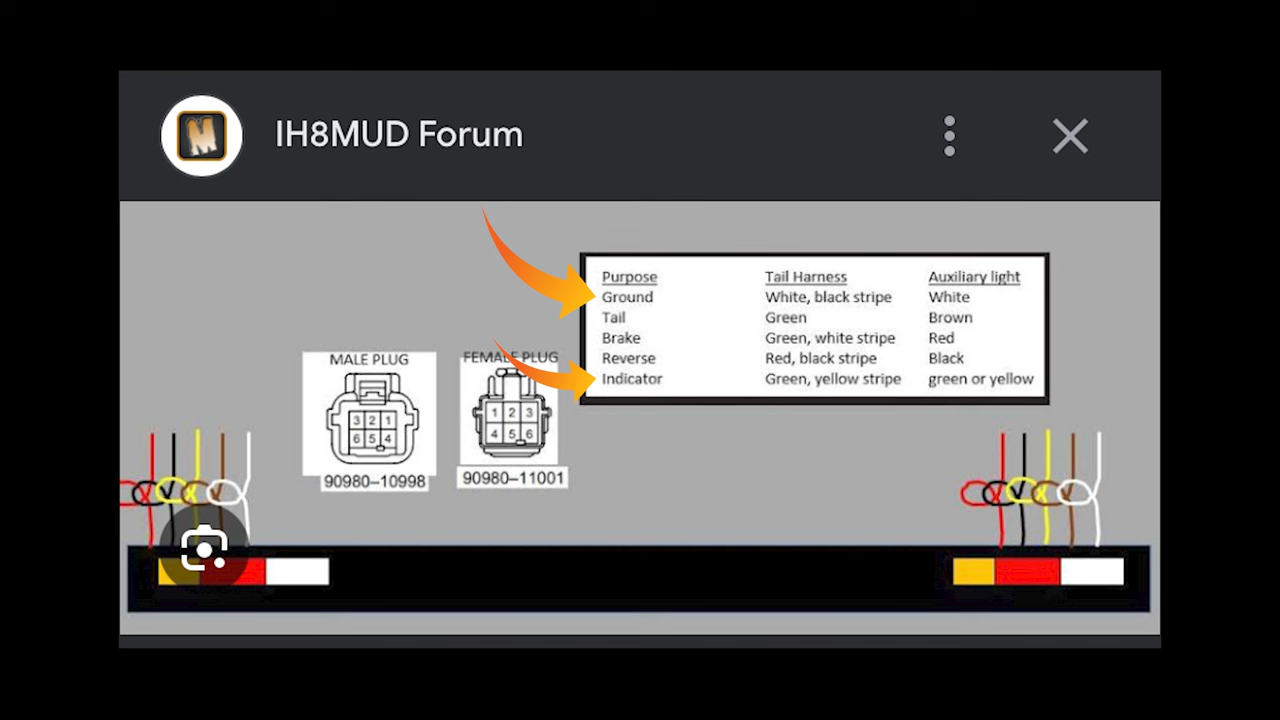 IH8MUD Forum
Purpose Tail Harness Auxiliary light
Ground White, black stripe White
Tail Green Brown
Brake Green, white stripe Red
Reverse Red, black stripe Black
Indicator Green, yellow stripe green or yellow
MALE PLUG
3 2 1
6 5 4
90980–10998
FEMALE PLUG
1 2 3
4 5 6
90980–11001